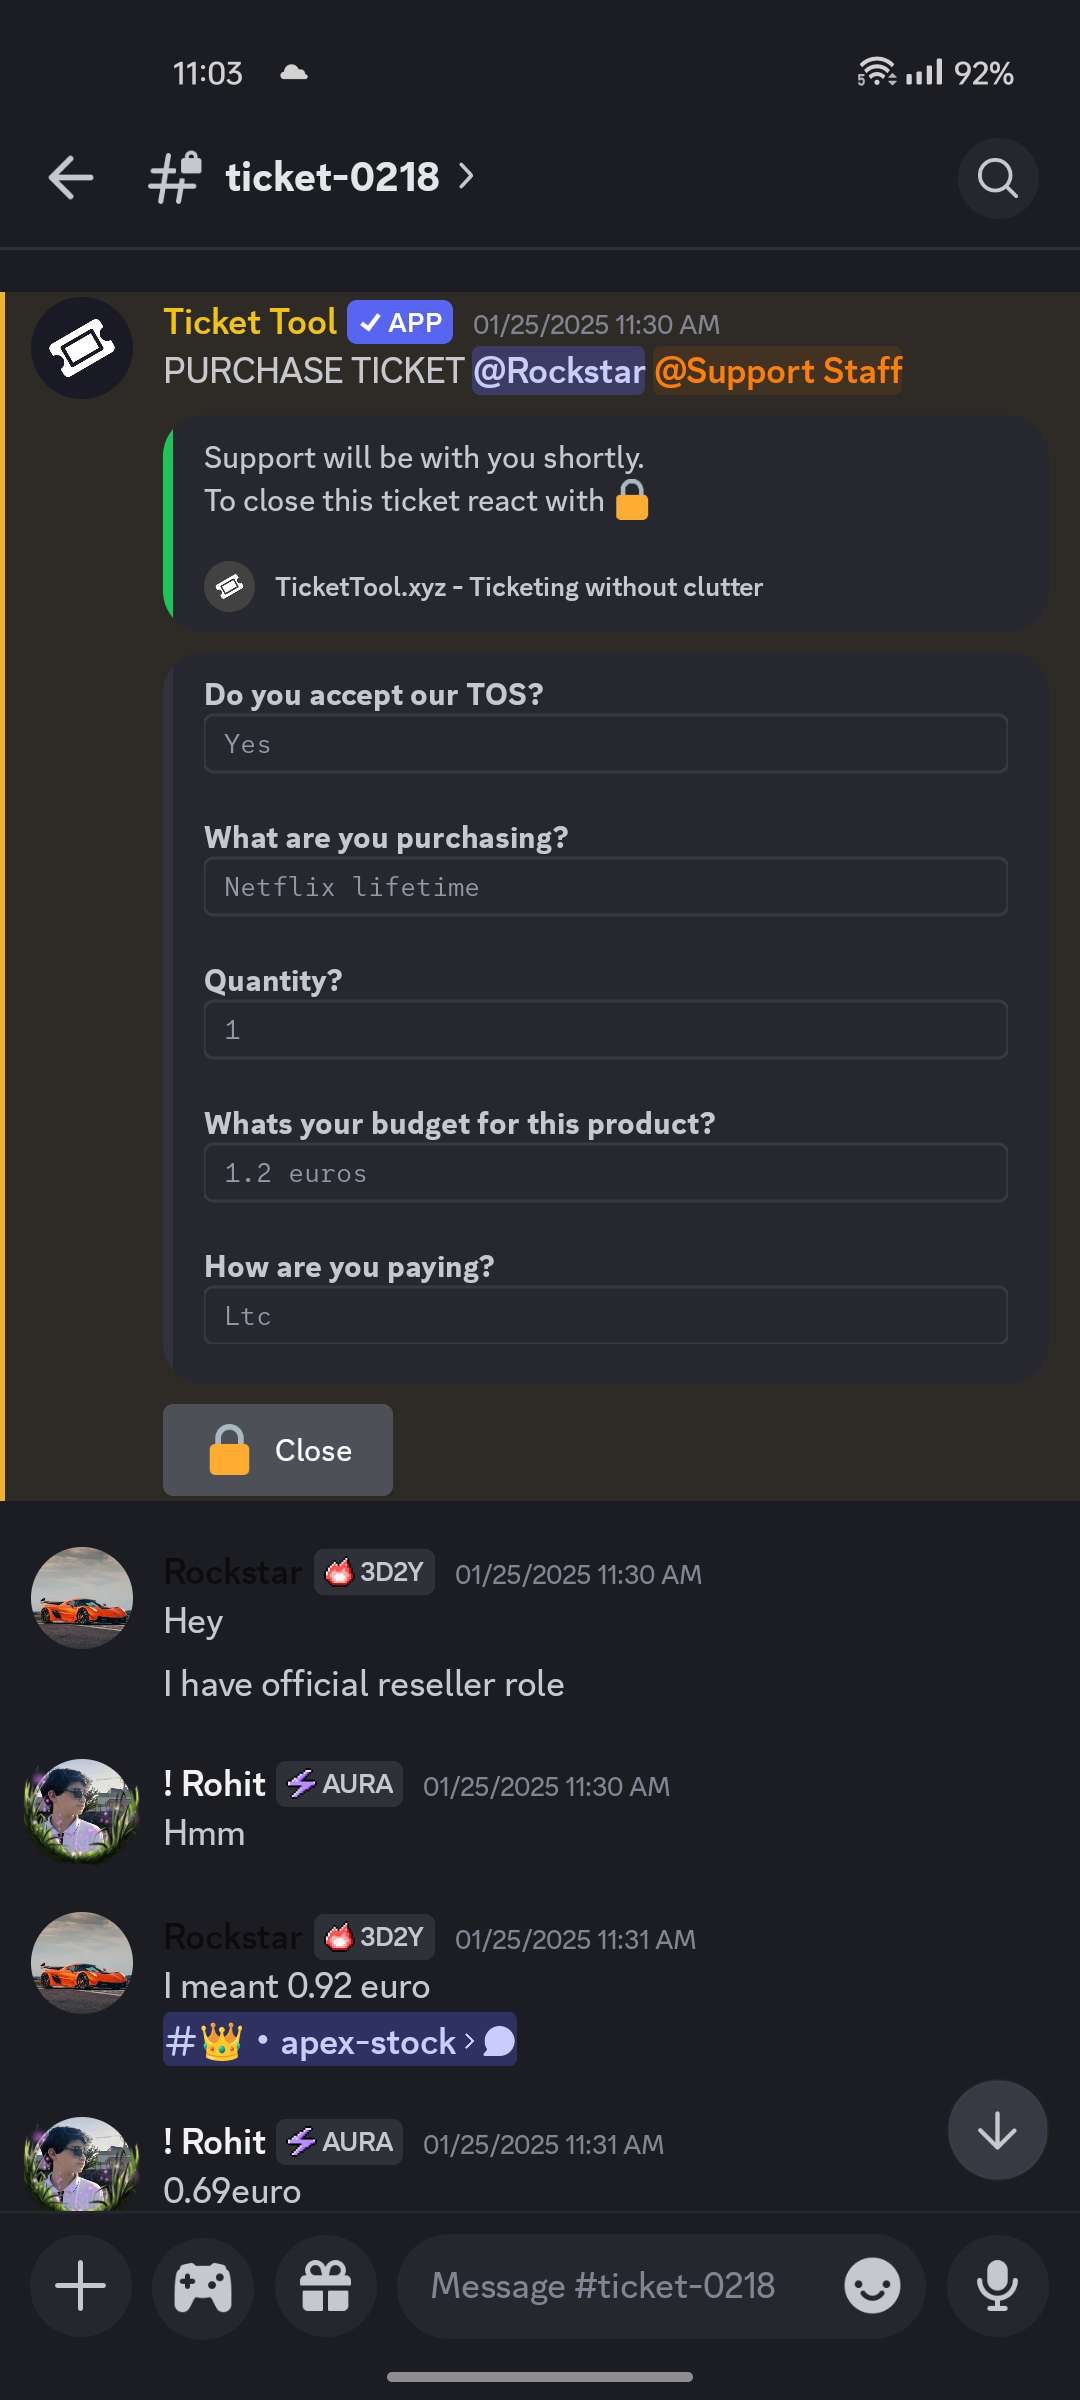 11:03
5
92%
ticket-0218
Ticket Tool APP 01/25/2025 11:30 AM
PURCHASE TICKET @Rockstar @Support Staff
Support will be with you shortly.
To close this ticket react with 🔒
TicketTool.xyz - Ticketing without clutter
Do you accept our TOS?
Yes
What are you purchasing?
Netflix lifetime
Quantity?
1
Whats your budget for this product?
1.2 euros
How are you paying?
Ltc
🔒 Close
Rockstar 3D2Y 01/25/2025 11:30 AM
Hey
I have official reseller role
! Rohit AURA 01/25/2025 11:30 AM
Hmm
Rockstar 3D2Y 01/25/2025 11:31 AM
I meant 0.92 euro
#👑 • apex-stock ›
! Rohit AURA 01/25/2025 11:31 AM
0.69euro
Message #ticket-0218